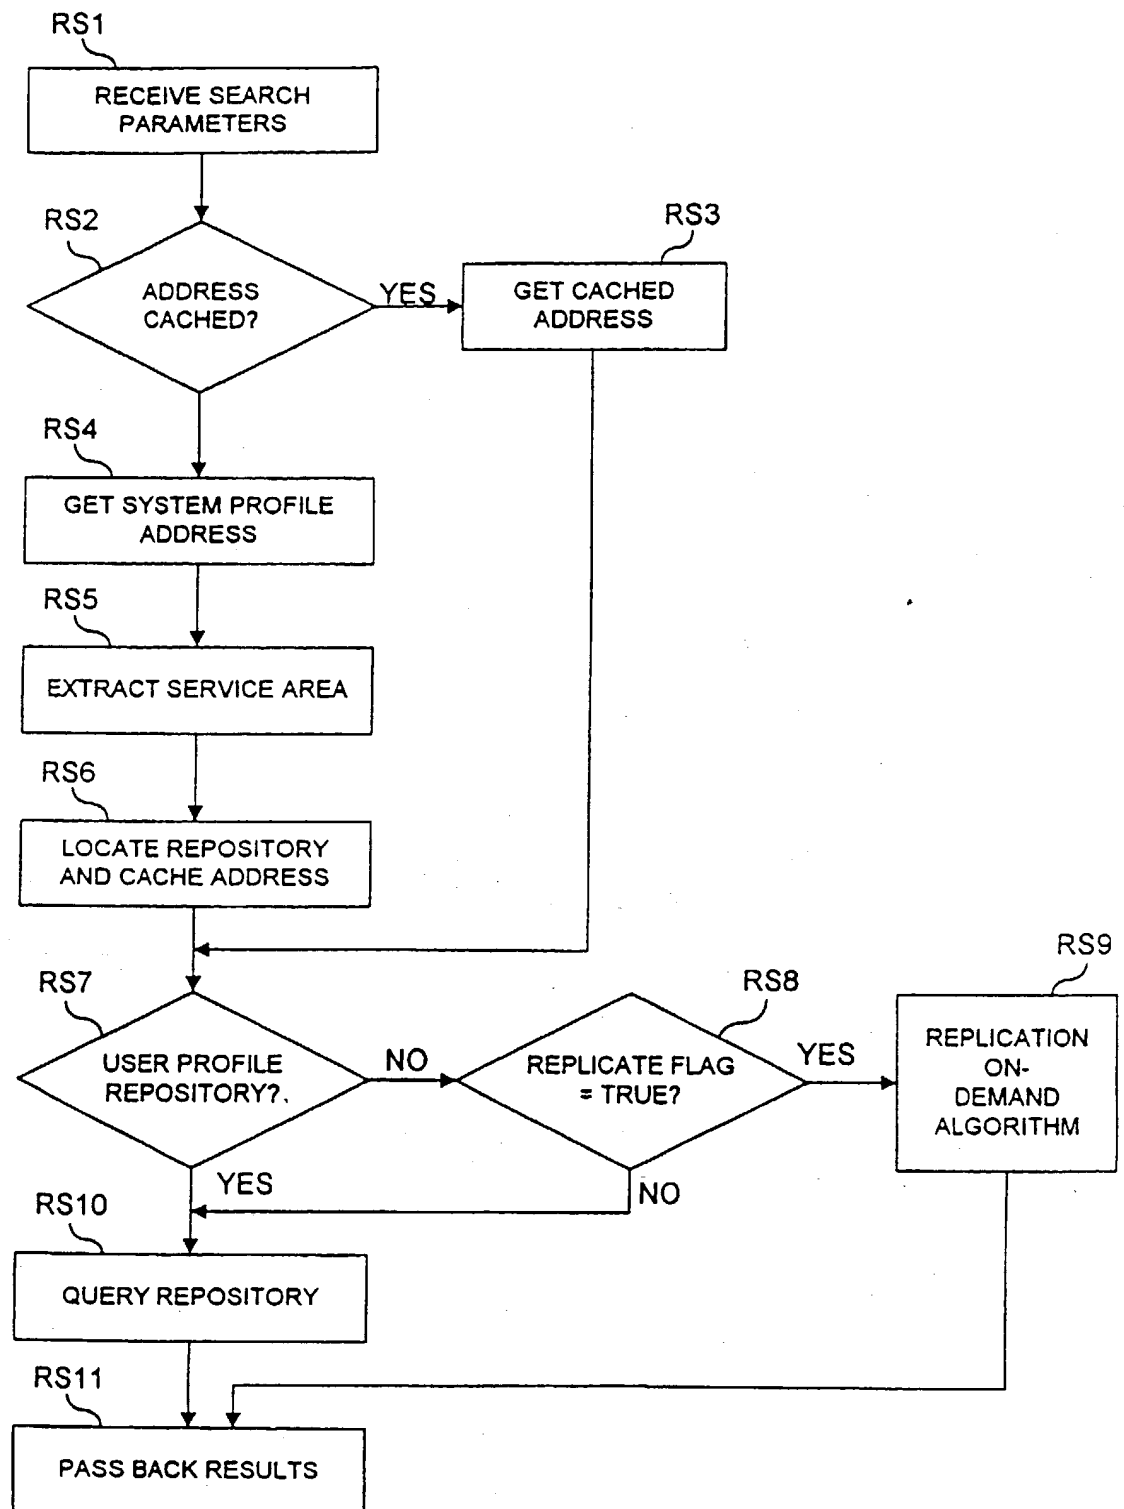 RS1
RECEIVE SEARCH
PARAMETERS
RS2
ADDRESS
CACHED?
YES
RS3
GET CACHED
ADDRESS
RS4
GET SYSTEM PROFILE
ADDRESS
RS5
EXTRACT SERVICE AREA
RS6
LOCATE REPOSITORY
AND CACHE ADDRESS
RS7
USER PROFILE
REPOSITORY?.
NO
RS8
REPLICATE FLAG
= TRUE?
YES
RS9
REPLICATION
ON-
DEMAND
ALGORITHM
YES
NO
RS10
QUERY REPOSITORY
RS11
PASS BACK RESULTS